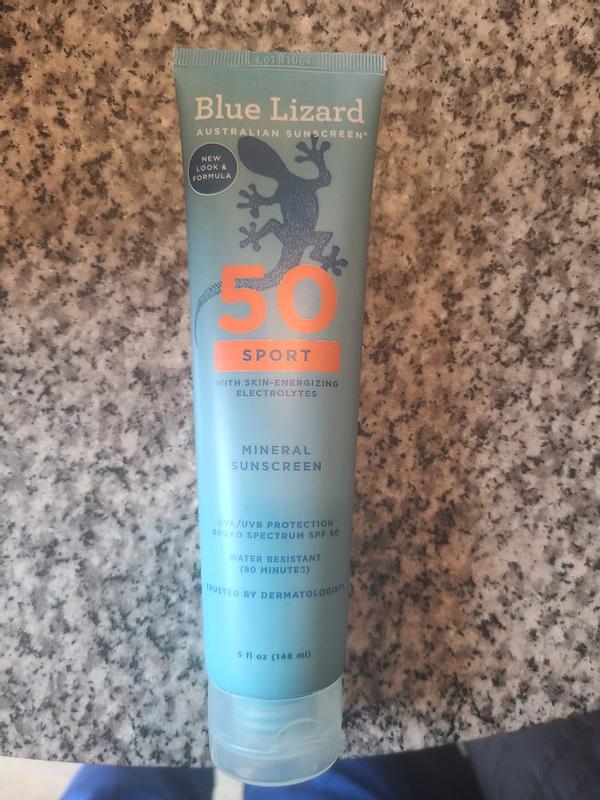 Blue Lizard
AUSTRALIAN SUNSCREEN®
NEW
LOOK &
FORMULA
50
SPORT
WITH SKIN-ENERGIZING
ELECTROLYTES
MINERAL
SUNSCREEN
UVA/UVB PROTECTION
BROAD SPECTRUM SPF 50
WATER RESISTANT
(80 MINUTES)
TRUSTED BY DERMATOLOGISTS
5 fl oz (148 ml)